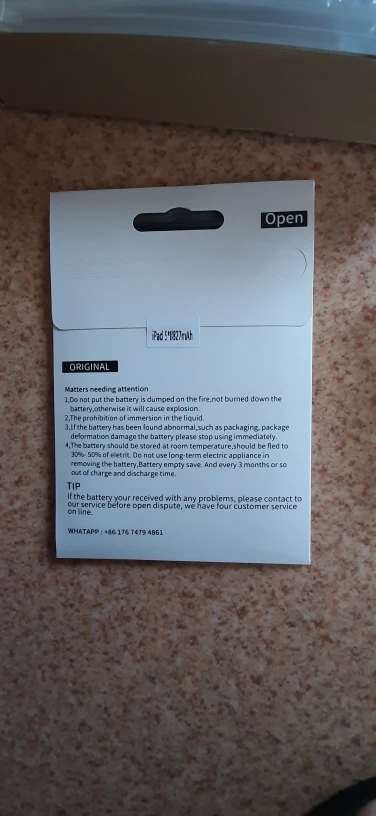 Open
iPad 5*8827mAh
ORIGINAL
Matters needing attention
1,Do not put the battery is dumped on the fire,not burned down the
battery,otherwise it will cause explosion.
2,The prohibition of immersion in the liquid.
3,If the battery has been found abnormal,such as packaging, package
deformation damage the battery please stop using immediately.
4,The battery should be stored at room temperature,should be fled to
30%- 50% of eletrit. Do not use long-term electric appliance in
removing the battery,Battery empty save. And every 3 months or so
out of charge and discharge time.
TIP
If the battery your received with any problems, please contact to
our service before open dispute, we have four customer service
on line.
WHATAPP : +86 176 7479 4861